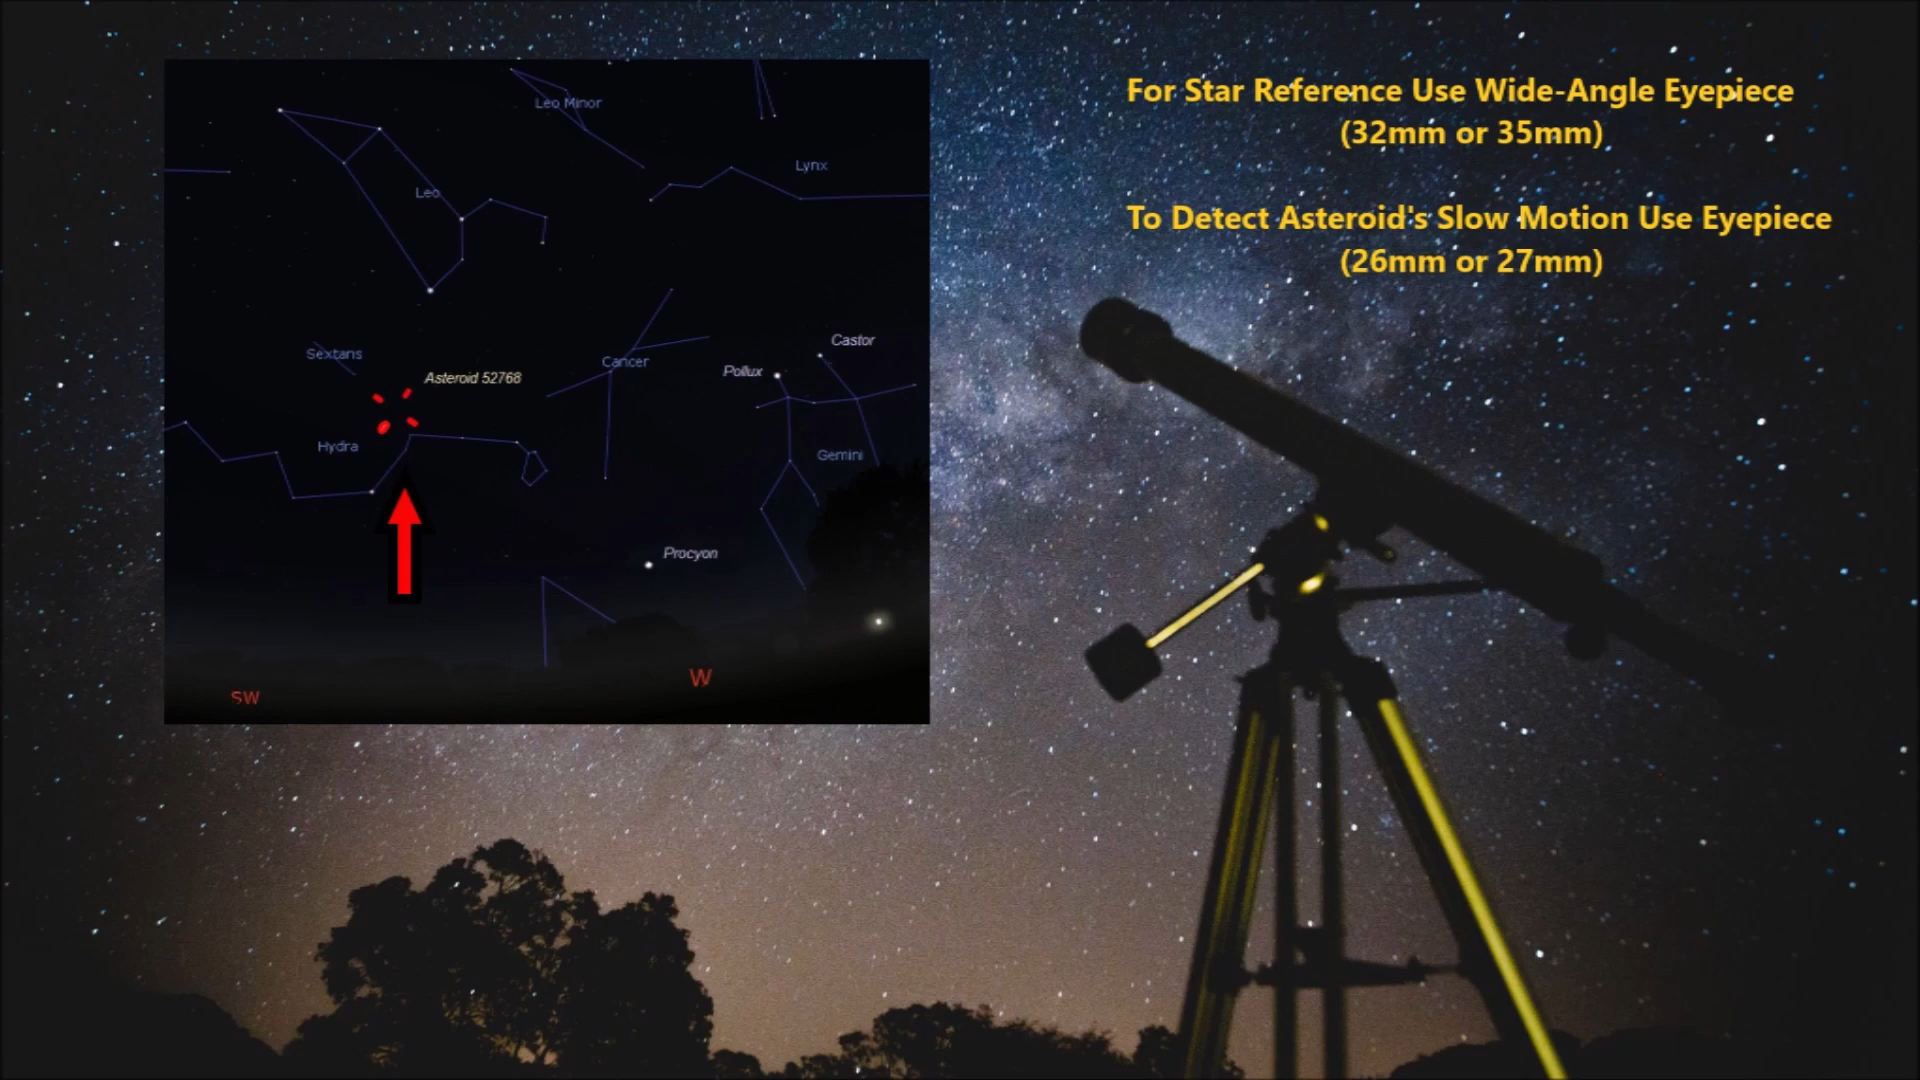 For Star Reference Use Wide-Angle Eyepiece
(32mm or 35mm)
To Detect Asteroid's Slow Motion Use Eyepiece
(26mm or 27mm)
Leo Minor
Lynx
Leo
Castor
Sextans
Cancer
Pollux
Asteroid 52768
Hydra
Gemini
Procyon
W
SW